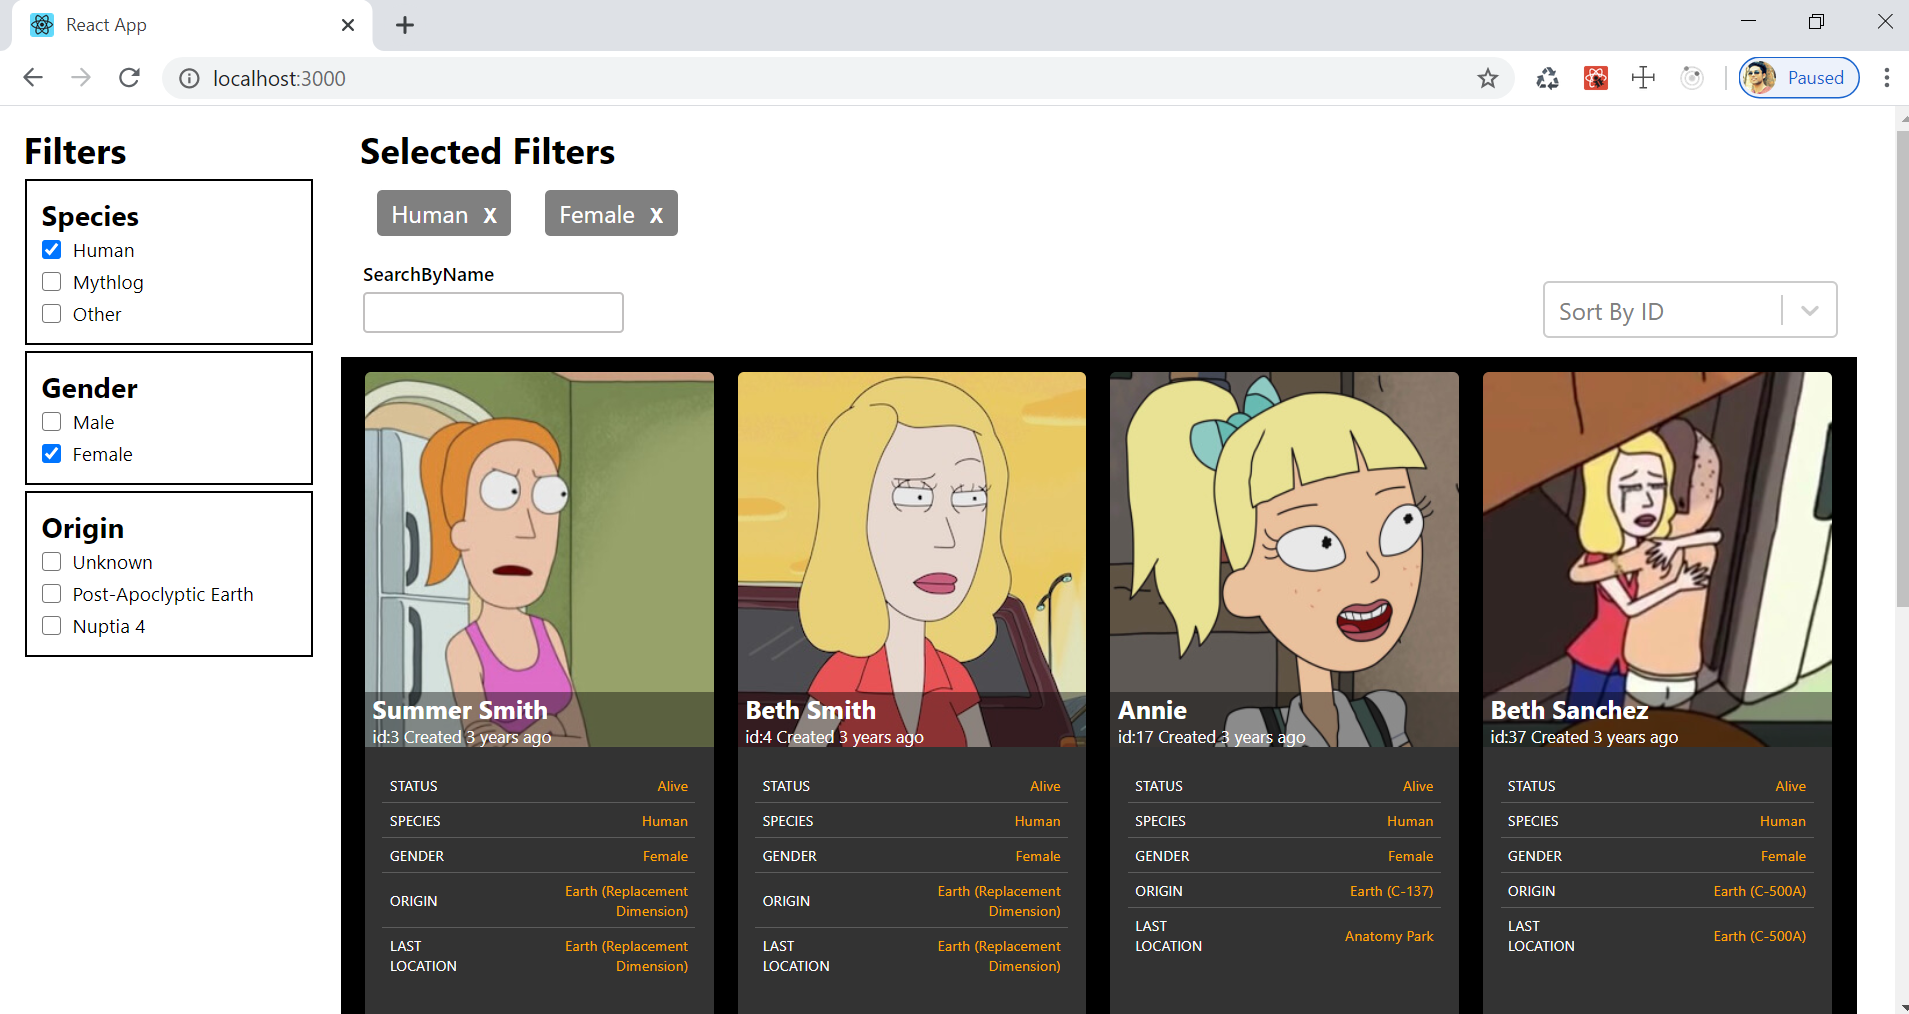 React App
localhost:3000
Paused
Filters
Species
Human
Mythlog
Other
Gender
Male
Female
Origin
Unknown
Post-Apoclyptic Earth
Nuptia 4
Selected Filters
Human X
Female X
SearchByName
Sort By ID
Summer Smith
id:3 Created 3 years ago
STATUS Alive
SPECIES Human
GENDER Female
ORIGIN Earth (Replacement
Dimension)
LAST
LOCATION Earth (Replacement
Dimension)
Beth Smith
id:4 Created 3 years ago
STATUS Alive
SPECIES Human
GENDER Female
ORIGIN Earth (Replacement
Dimension)
LAST
LOCATION Earth (Replacement
Dimension)
Annie
id:17 Created 3 years ago
STATUS Alive
SPECIES Human
GENDER Female
ORIGIN Earth (C-137)
LAST
LOCATION Anatomy Park
Beth Sanchez
id:37 Created 3 years ago
STATUS Alive
SPECIES Human
GENDER Female
ORIGIN Earth (C-500A)
LAST
LOCATION Earth (C-500A)